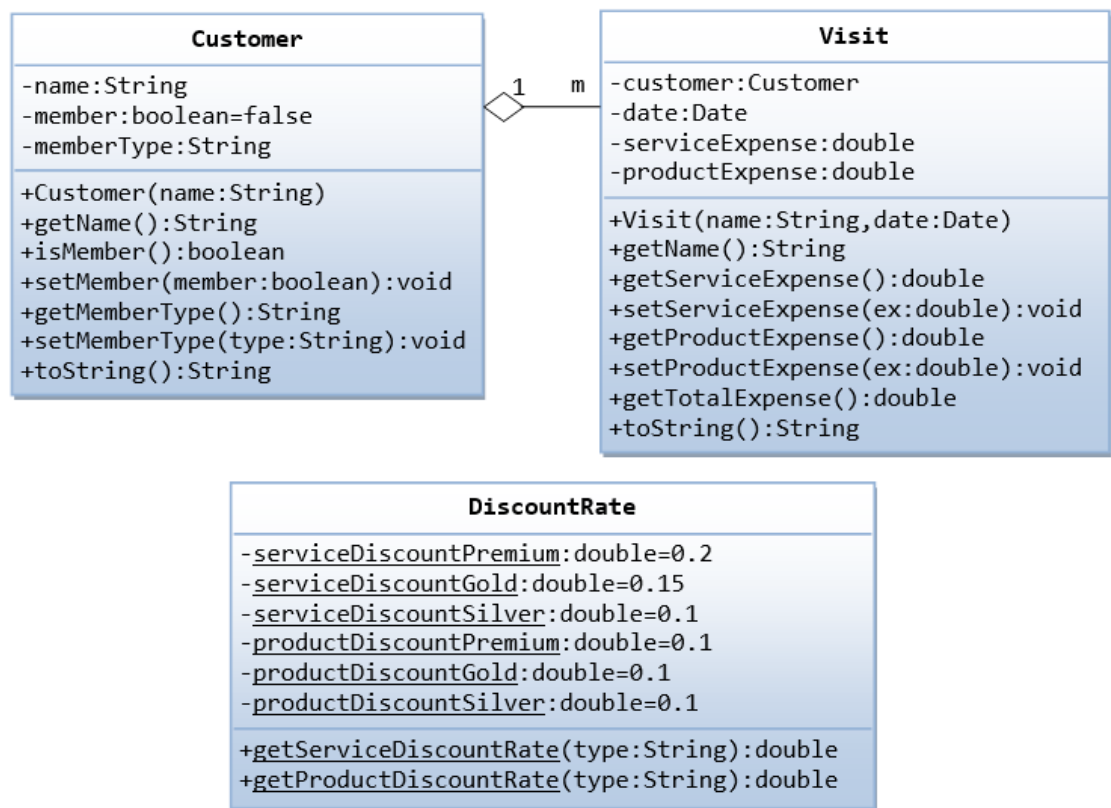 Customer
-name:String
-member:boolean=false
-memberType:String
+Customer(name:String)
+getName():String
+isMember():boolean
+setMember(member:boolean):void
+getMemberType():String
+setMemberType(type:String):void
+toString():String
1 m
Visit
-customer:Customer
-date:Date
-serviceExpense:double
-productExpense:double
+Visit(name:String,date:Date)
+getName():String
+getServiceExpense():double
+setServiceExpense(ex:double):void
+getProductExpense():double
+setProductExpense(ex:double):void
+getTotalExpense():double
+toString():String
DiscountRate
-serviceDiscountPremium:double=0.2
-serviceDiscountGold:double=0.15
-serviceDiscountSilver:double=0.1
-productDiscountPremium:double=0.1
-productDiscountGold:double=0.1
-productDiscountSilver:double=0.1
+getServiceDiscountRate(type:String):double
+getProductDiscountRate(type:String):double